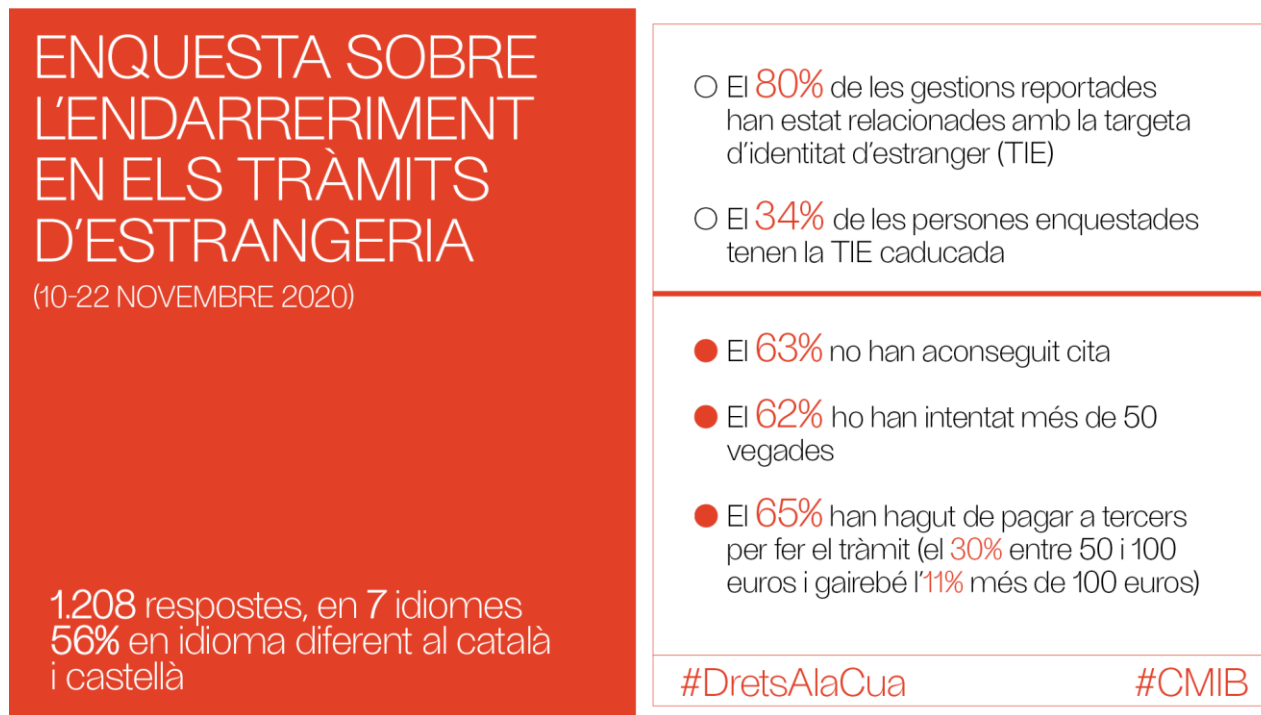 ENQUESTA SOBRE
L'ENDARRERIMENT
EN ELS TRÀMITS
D'ESTRANGERIA
(10-22 NOVEMBRE 2020)
1.208 respostes, en 7 idiomes
56% en idioma diferent al català
i castellà
El 80% de les gestions reportades
han estat relacionades amb la targeta
d'identitat d'estranger (TIE)
El 34% de les persones enquestades
tenen la TIE caducada
El 63% no han aconseguit cita
El 62% ho han intentat més de 50
vegades
El 65% han hagut de pagar a tercers
per fer el tràmit (el 30% entre 50 i 100
euros i gairebé l'11% més de 100 euros)
#DretsAlaCua #CMIB